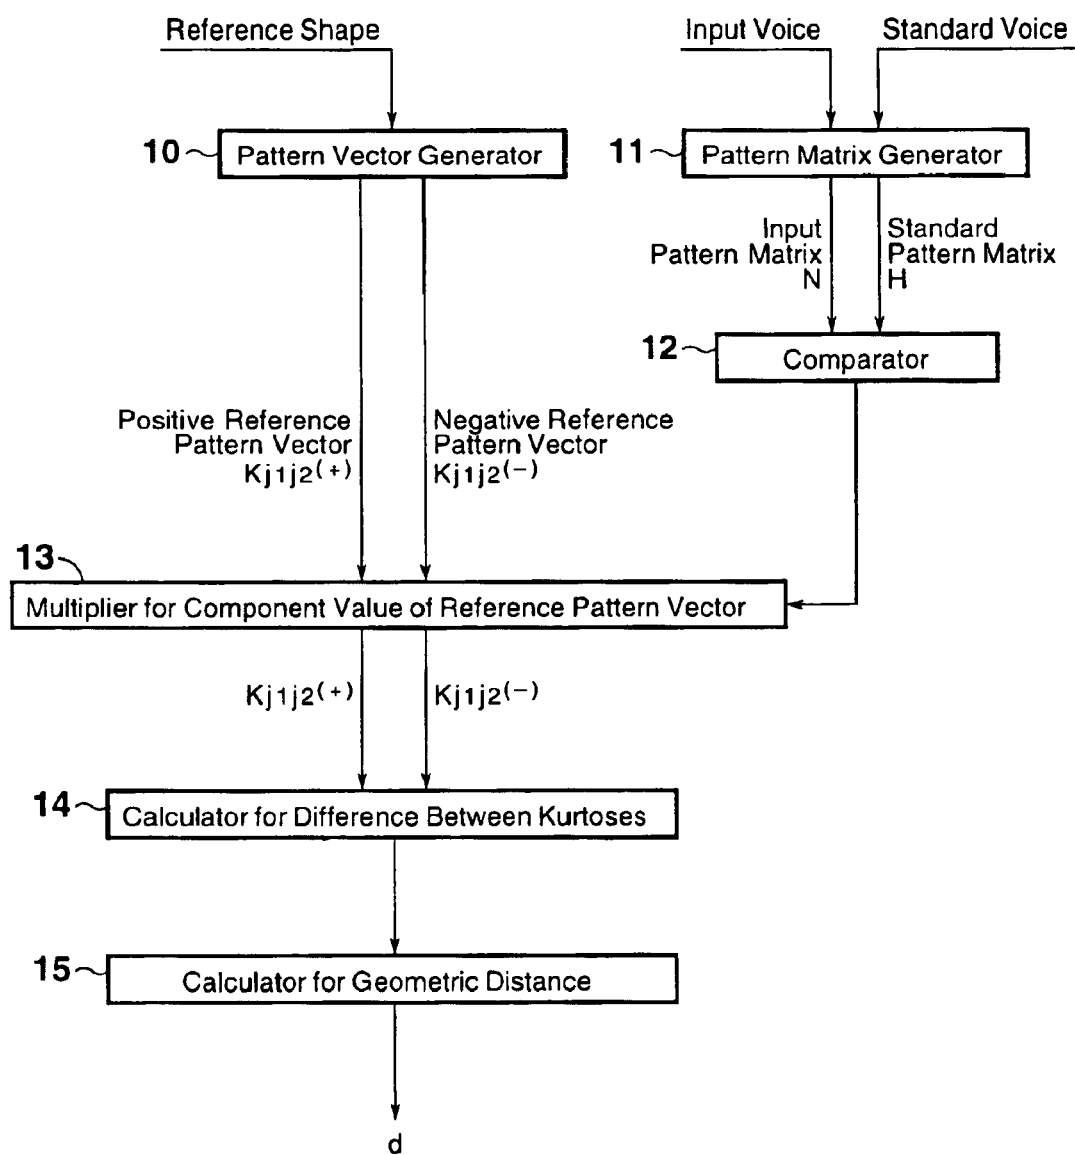 Reference Shape
Input Voice
Standard Voice
10
Pattern Vector Generator
11
Pattern Matrix Generator
Input
Pattern Matrix
N
Standard
Pattern Matrix
H
12
Comparator
Positive Reference
Pattern Vector
Kj1j2(+)
Negative Reference
Pattern Vector
Kj1j2(-)
13
Multiplier for Component Value of Reference Pattern Vector
Kj1j2(+)
Kj1j2(-)
14
Calculator for Difference Between Kurtoses
15
Calculator for Geometric Distance
d